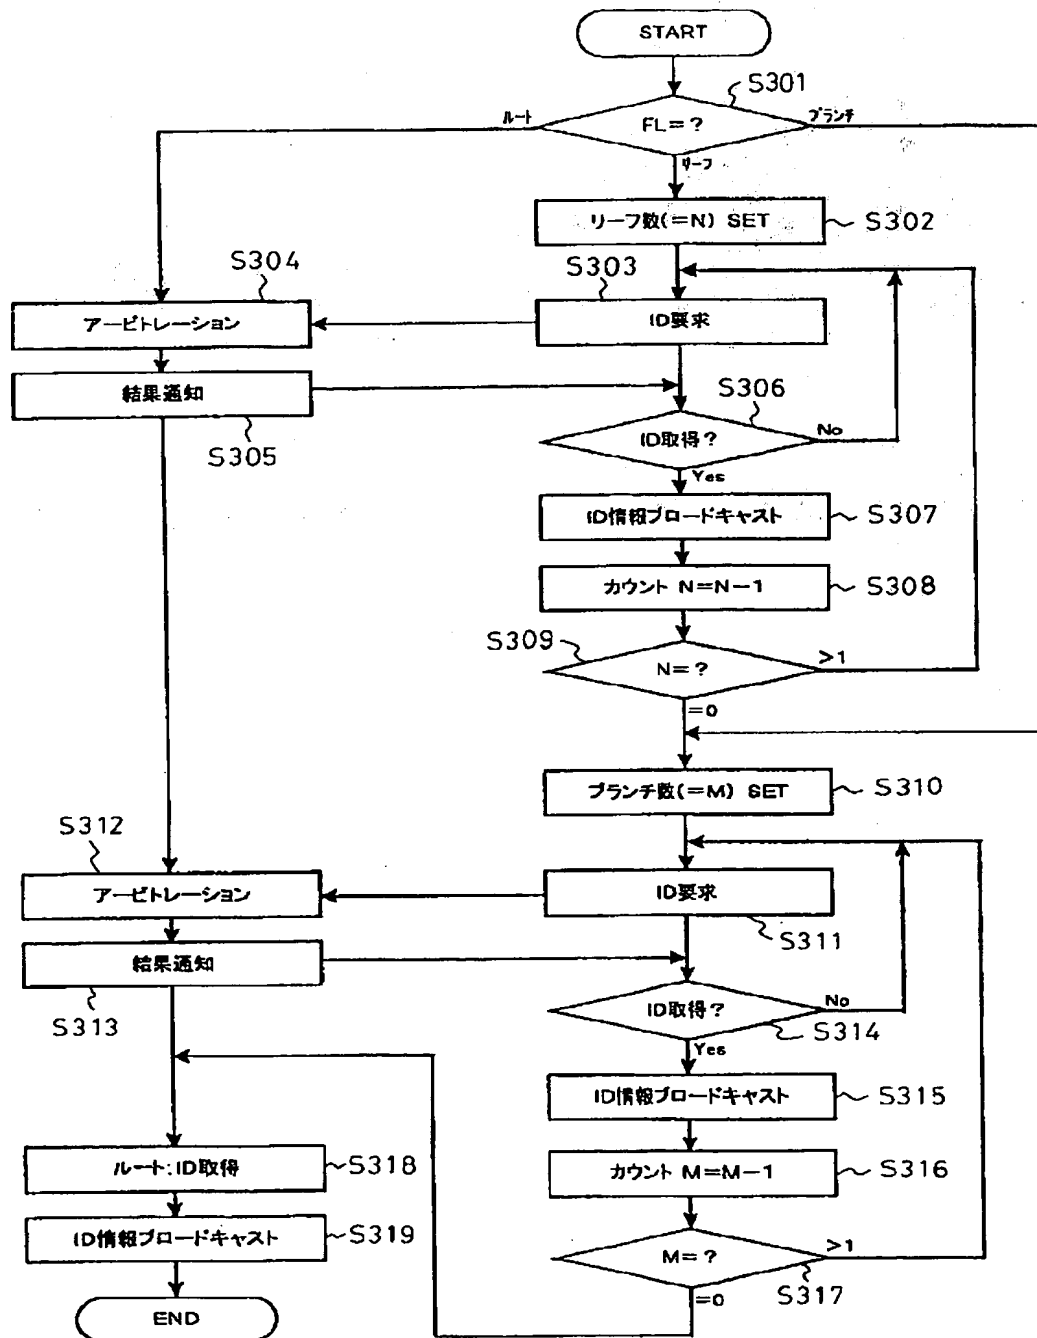 START
S301
ルート
FL=?
ブランチ
リーフ
リーフ数(=N) SET
S302
S304
S303
アービトレーション
ID要求
結果通知
S305
S306
ID取得?
No
Yes
ID情報ブロードキャスト
S307
カウント N=N-1
S308
S309
N=?
>1
=0
ブランチ数(=M) SET
S310
S312
アービトレーション
ID要求
S311
結果通知
S313
ID取得?
No
S314
Yes
ID情報ブロードキャスト
S315
ルート:ID取得
S318
カウント M=M-1
S316
ID情報ブロードキャスト
S319
M=?
>1
S317
=0
END